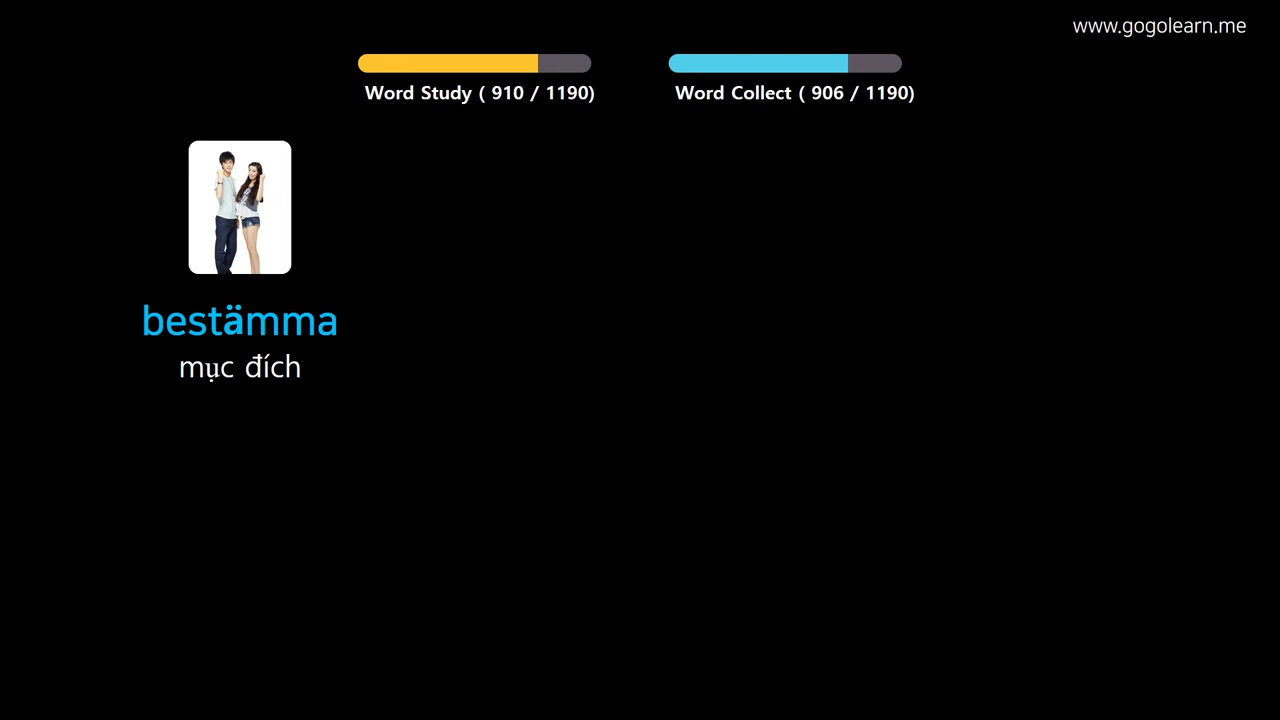 www.gogolearn.me
Word Study ( 910 / 1190)
Word Collect ( 906 / 1190)
bestämma
mục đích